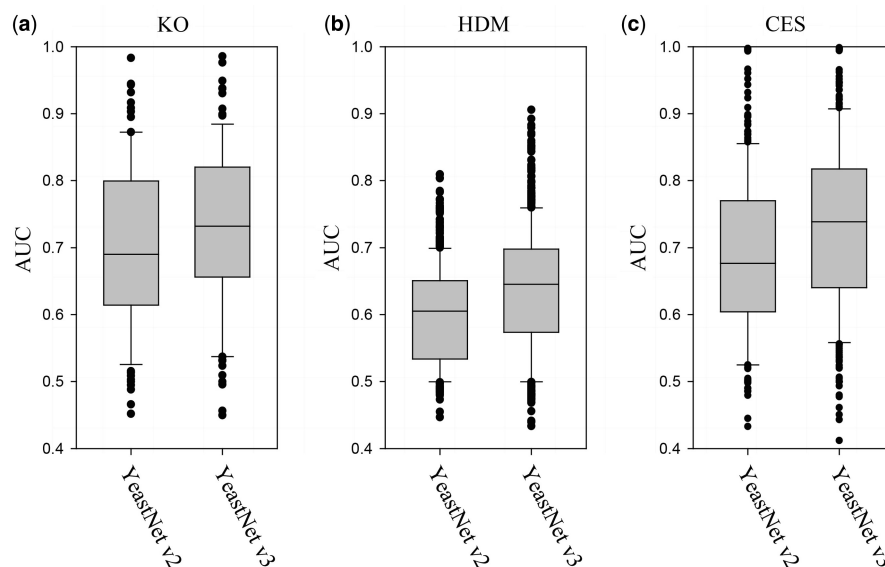 (a) KO
1.0
0.9
0.8
0.7
0.6
0.5
0.4
AUC
YeastNet v2
YeastNet v3
(b) HDM
1.0
0.9
0.8
0.7
0.6
0.5
0.4
AUC
YeastNet v2
YeastNet v3
(c) CES
1.0
0.9
0.8
0.7
0.6
0.5
0.4
AUC
YeastNet v2
YeastNet v3